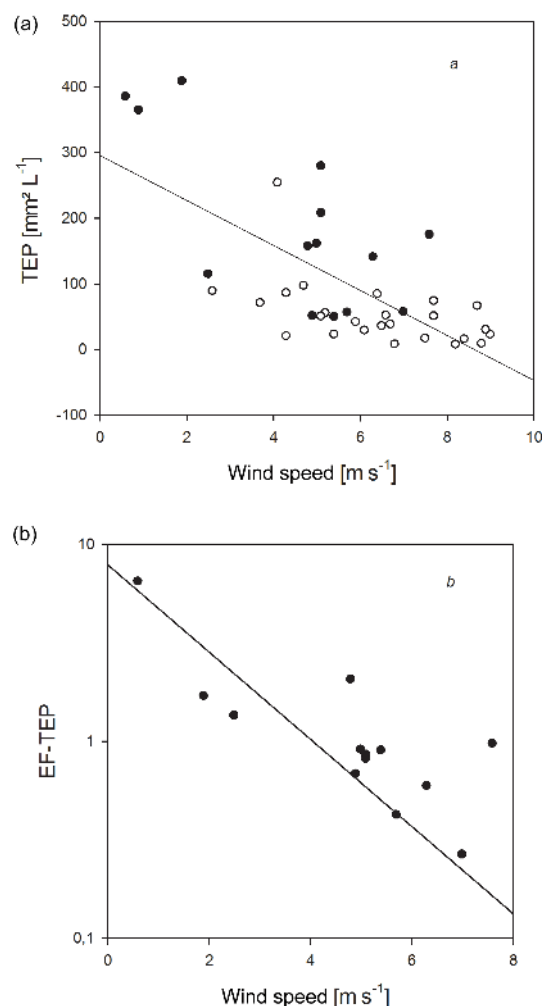 (a)
a
500
400
300
200
100
0
-100
TEP [mm² L⁻¹]
0 2 4 6 8 10
Wind speed [m s⁻¹]
(b)
b
10
1
0,1
EF-TEP
0 2 4 6 8
Wind speed [m s⁻¹]